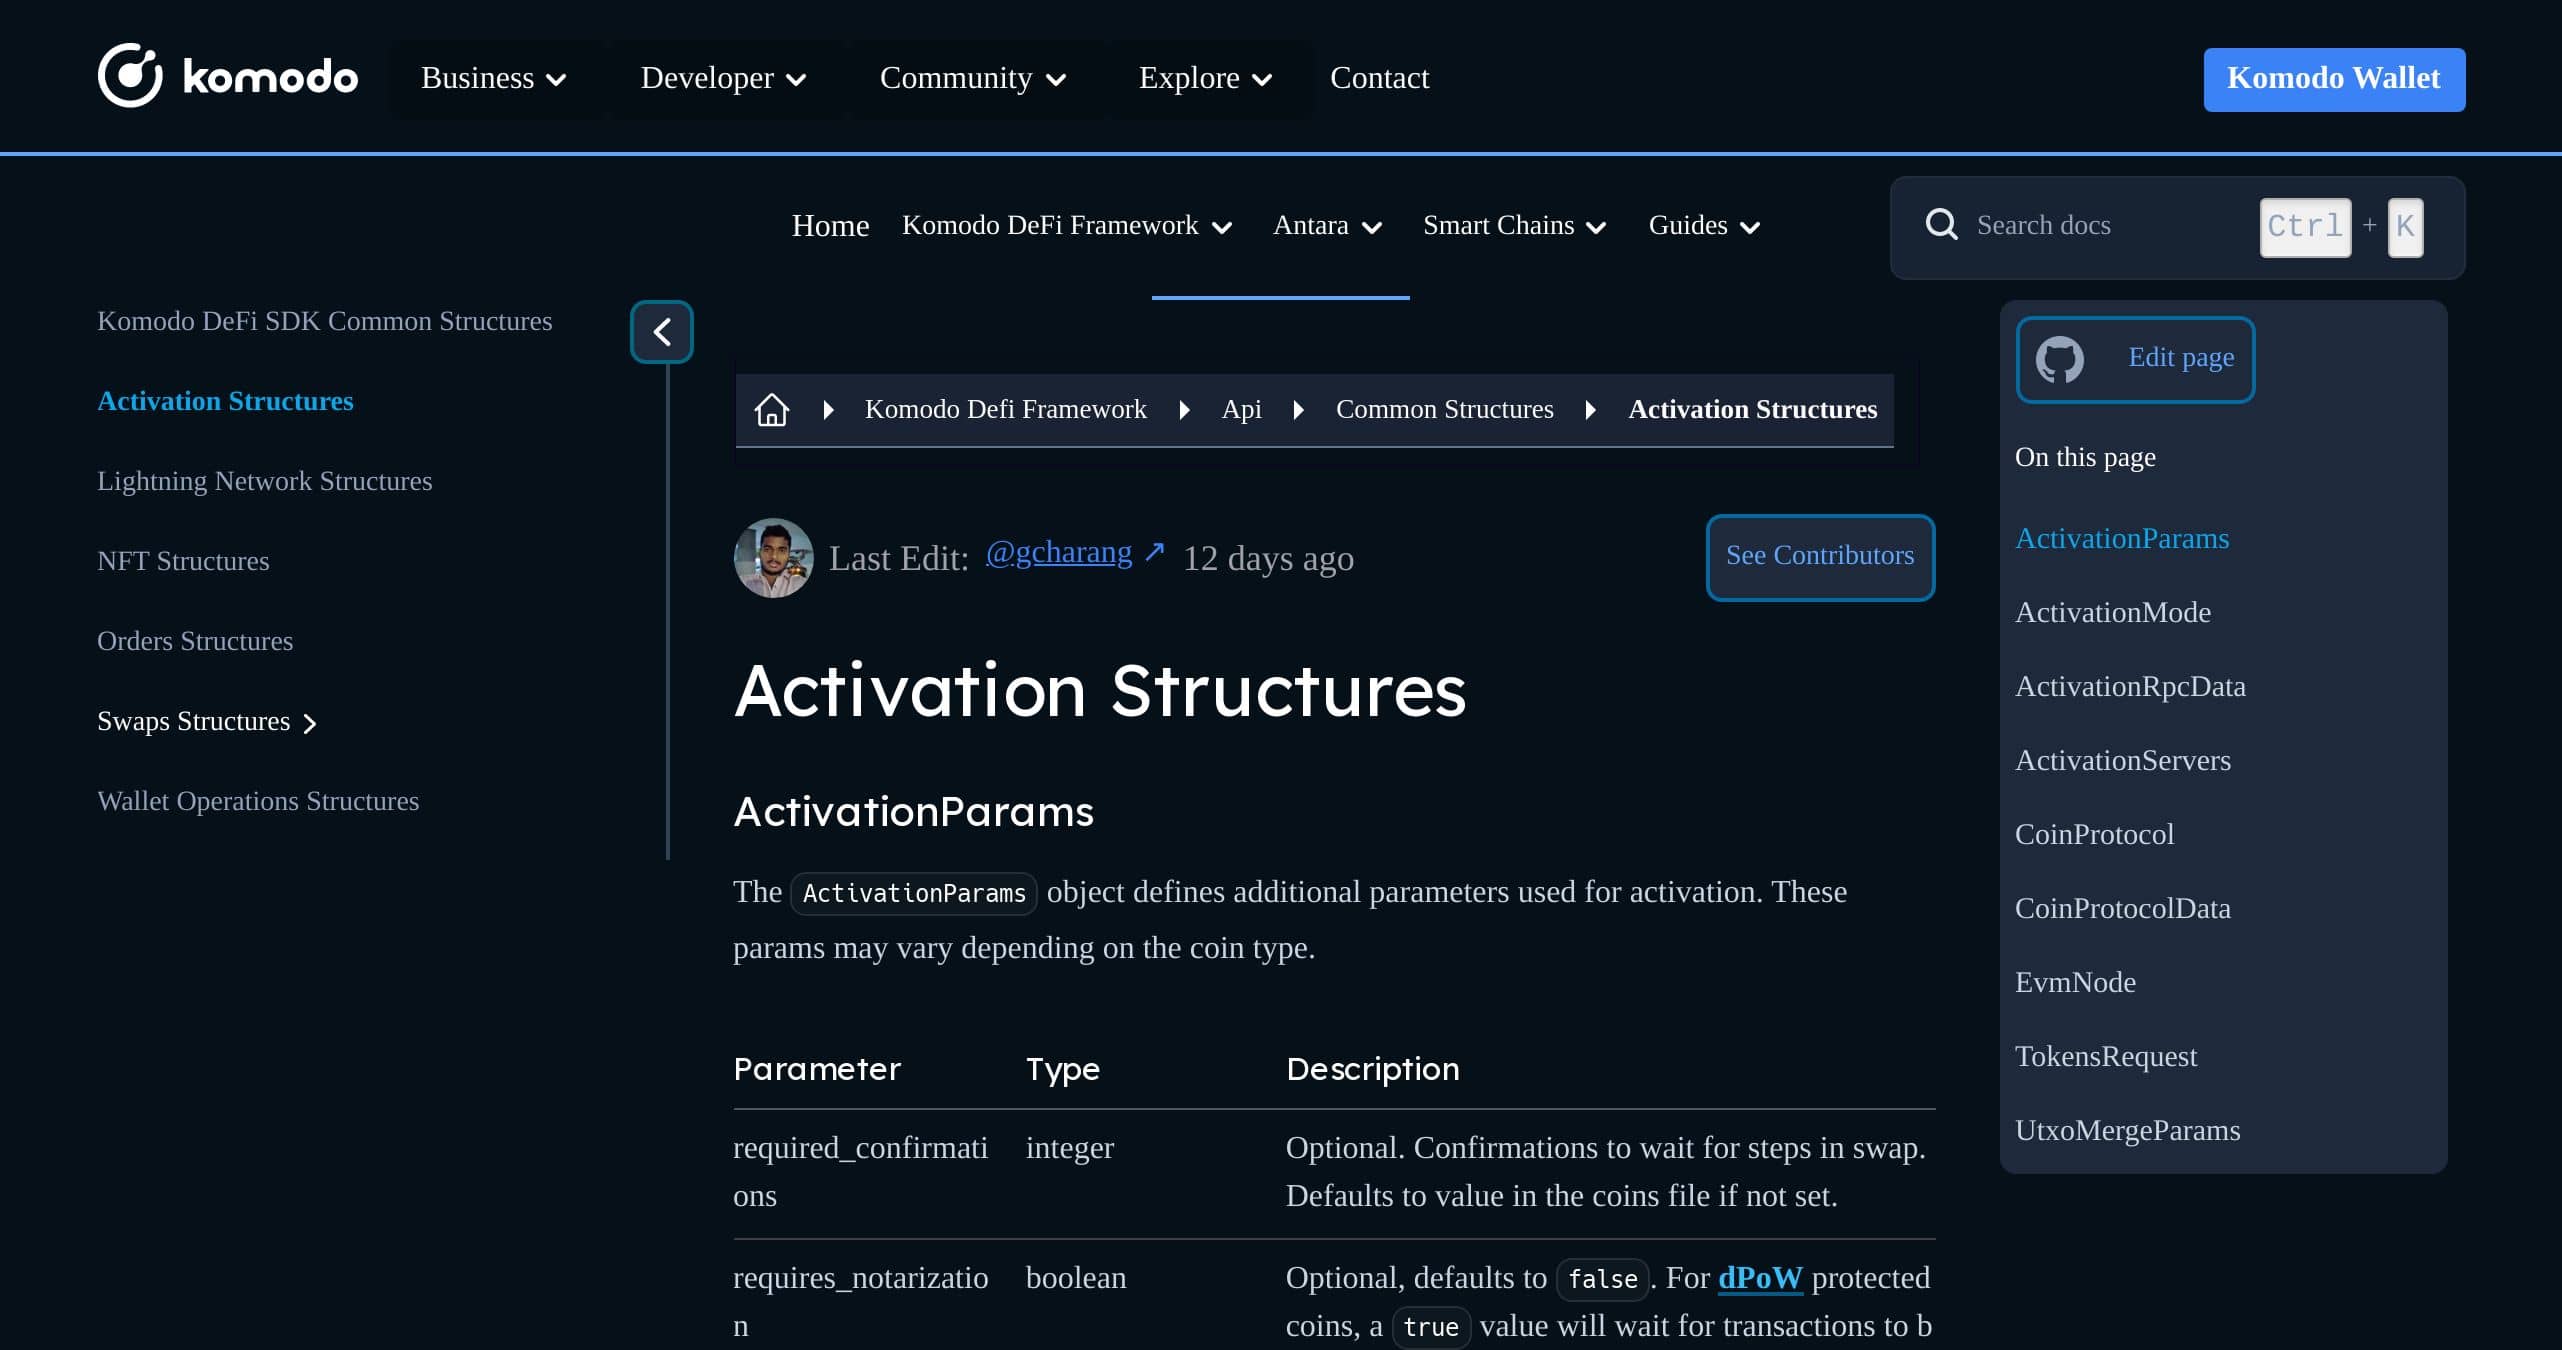 komodo
Business
Developer
Community
Explore
Contact
Komodo Wallet
Home
Komodo DeFi Framework
Antara
Smart Chains
Guides
Search docs
Ctrl + K
Komodo DeFi SDK Common Structures
Activation Structures
Lightning Network Structures
NFT Structures
Orders Structures
Swaps Structures
Wallet Operations Structures
Komodo Defi Framework
Api
Common Structures
Activation Structures
Last Edit: @gcharang ↗ 12 days ago
See Contributors
Activation Structures
ActivationParams
The ActivationParams object defines additional parameters used for activation. These
params may vary depending on the coin type.
Parameter Type Description
required_confirmati integer Optional. Confirmations to wait for steps in swap.
ons Defaults to value in the coins file if not set.
requires_notarizatio boolean Optional, defaults to false. For dPoW protected
n coins, a true value will wait for transactions to b
Edit page
On this page
ActivationParams
ActivationMode
ActivationRpcData
ActivationServers
CoinProtocol
CoinProtocolData
EvmNode
TokensRequest
UtxoMergeParams